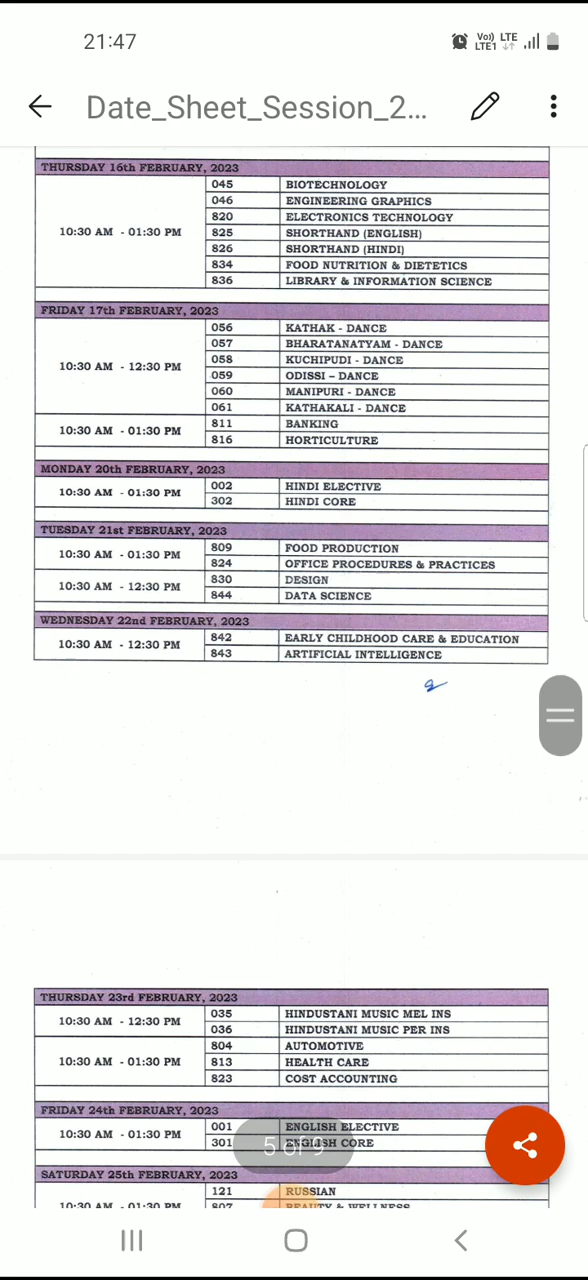 21:47
Vo)) LTE
LTE1
Date_Sheet_Session_2...
THURSDAY 16th FEBRUARY, 2023
10:30 AM - 01:30 PM
045 BIOTECHNOLOGY
046 ENGINEERING GRAPHICS
820 ELECTRONICS TECHNOLOGY
825 SHORTHAND (ENGLISH)
826 SHORTHAND (HINDI)
834 FOOD NUTRITION & DIETETICS
836 LIBRARY & INFORMATION SCIENCE
FRIDAY 17th FEBRUARY, 2023
10:30 AM - 12:30 PM
056 KATHAK - DANCE
057 BHARATANATYAM - DANCE
058 KUCHIPUDI - DANCE
059 ODISSI – DANCE
060 MANIPURI - DANCE
061 KATHAKALI - DANCE
10:30 AM - 01:30 PM
811 BANKING
816 HORTICULTURE
MONDAY 20th FEBRUARY, 2023
10:30 AM - 01:30 PM
002 HINDI ELECTIVE
302 HINDI CORE
TUESDAY 21st FEBRUARY, 2023
10:30 AM - 01:30 PM
809 FOOD PRODUCTION
824 OFFICE PROCEDURES & PRACTICES
10:30 AM - 12:30 PM
830 DESIGN
844 DATA SCIENCE
WEDNESDAY 22nd FEBRUARY, 2023
10:30 AM - 12:30 PM
842 EARLY CHILDHOOD CARE & EDUCATION
843 ARTIFICIAL INTELLIGENCE
THURSDAY 23rd FEBRUARY, 2023
10:30 AM - 12:30 PM
035 HINDUSTANI MUSIC MEL INS
036 HINDUSTANI MUSIC PER INS
10:30 AM - 01:30 PM
804 AUTOMOTIVE
813 HEALTH CARE
823 COST ACCOUNTING
FRIDAY 24th FEBRUARY, 2023
10:30 AM - 01:30 PM
001 ENGLISH ELECTIVE
301 ENGLISH CORE
5 of 9
SATURDAY 25th FEBRUARY, 2023
121 RUSSIAN
10:30 AM - 01:30 PM
807 BEAUTY & WELLNESS